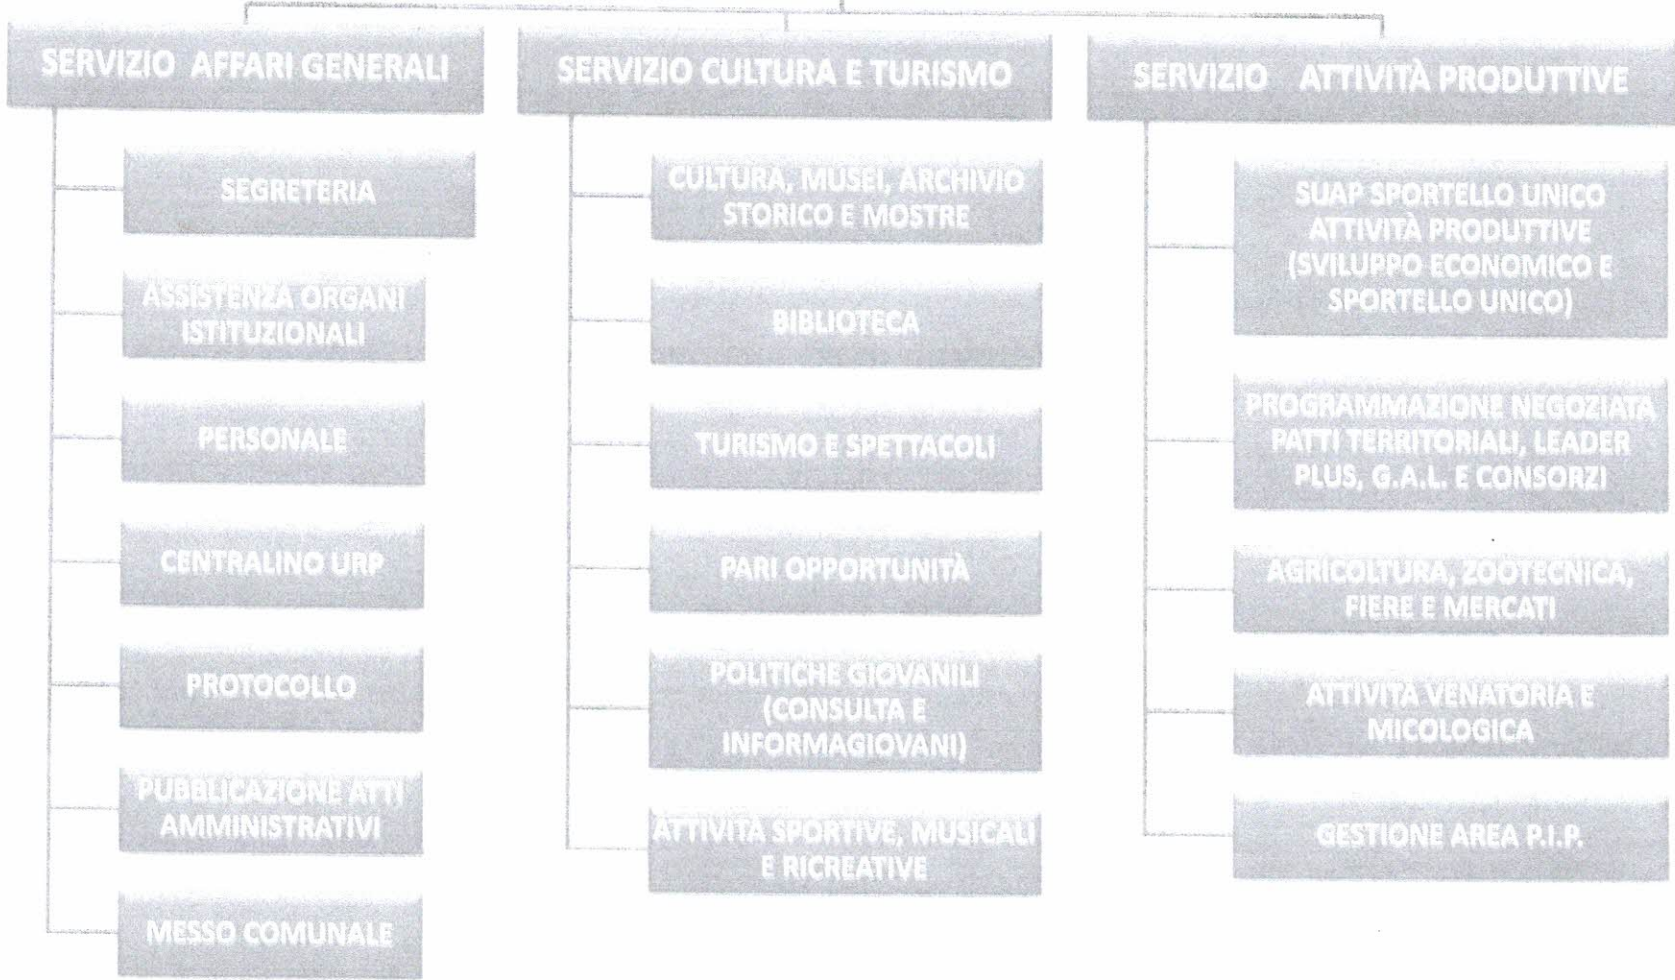 SERVIZIO AFFARI GENERALI
SEGRETERIA
ASSISTENZA ORGANI
ISTITUZIONALI
PERSONALE
CENTRALINO URP
PROTOCOLLO
PUBBLICAZIONE ATTI
AMMINISTRATIVI
MESSO COMUNALE
SERVIZIO CULTURA E TURISMO
CULTURA, MUSEI, ARCHIVIO
STORICO E MOSTRE
BIBLIOTECA
TURISMO E SPETTACOLI
PARI OPPORTUNITÀ
POLITICHE GIOVANILI
(CONSULTA E
INFORMAGIOVANI)
ATTIVITÀ SPORTIVE, MUSICALI
E RICREATIVE
SERVIZIO ATTIVITÀ PRODUTTIVE
SUAP SPORTELLO UNICO
ATTIVITÀ PRODUTTIVE
(SVILUPPO ECONOMICO E
SPORTELLO UNICO)
PROGRAMMAZIONE NEGOZIATA
PATTI TERRITORIALI, LEADER
PLUS, G.A.L. E CONSORZI
AGRICOLTURA, ZOOTECNICA,
FIERE E MERCATI
ATTIVITÀ VENATORIA E
MICOLOGICA
GESTIONE AREA P.I.P.